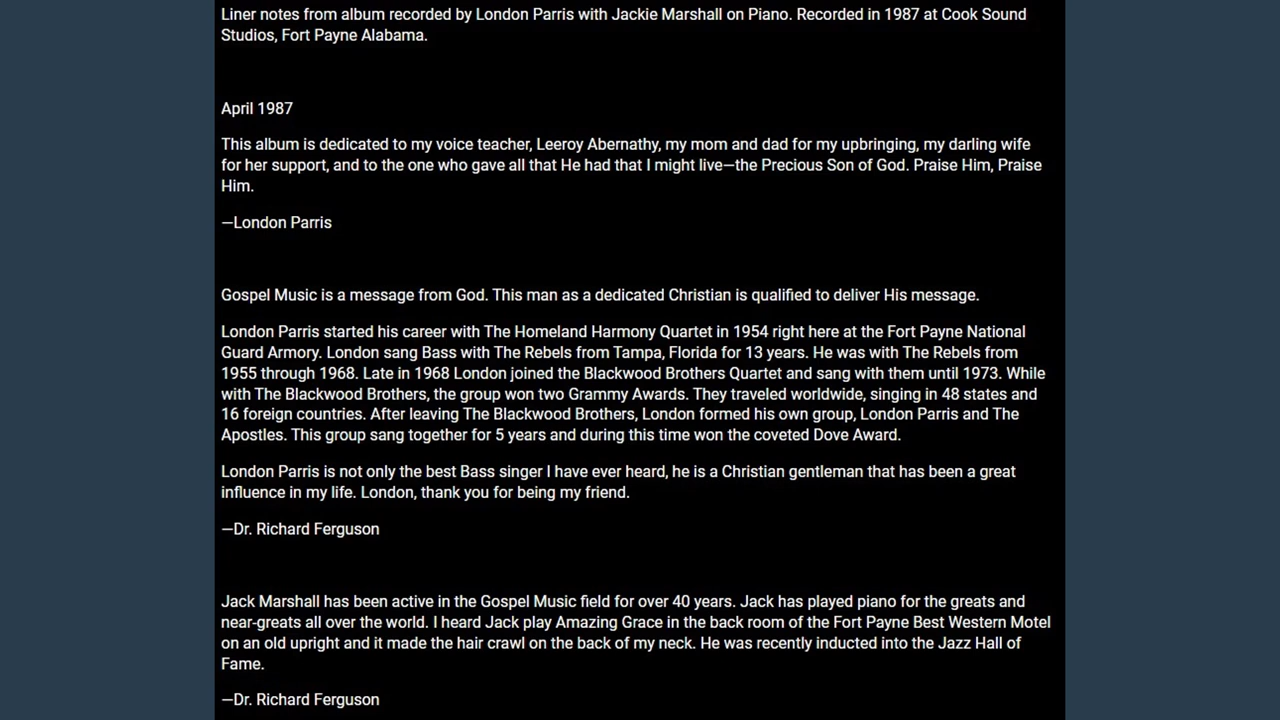 Liner notes from album recorded by London Parris with Jackie Marshall on Piano. Recorded in 1987 at Cook Sound
Studios, Fort Payne Alabama.
April 1987
This album is dedicated to my voice teacher, Leeroy Abernathy, my mom and dad for my upbringing, my darling wife
for her support, and to the one who gave all that He had that I might live—the Precious Son of God. Praise Him, Praise
Him.
—London Parris
Gospel Music is a message from God. This man as a dedicated Christian is qualified to deliver His message.
London Parris started his career with The Homeland Harmony Quartet in 1954 right here at the Fort Payne National
Guard Armory. London sang Bass with The Rebels from Tampa, Florida for 13 years. He was with The Rebels from
1955 through 1968. Late in 1968 London joined the Blackwood Brothers Quartet and sang with them until 1973. While
with The Blackwood Brothers, the group won two Grammy Awards. They traveled worldwide, singing in 48 states and
16 foreign countries. After leaving The Blackwood Brothers, London formed his own group, London Parris and The
Apostles. This group sang together for 5 years and during this time won the coveted Dove Award.
London Parris is not only the best Bass singer I have ever heard, he is a Christian gentleman that has been a great
influence in my life. London, thank you for being my friend.
—Dr. Richard Ferguson
Jack Marshall has been active in the Gospel Music field for over 40 years. Jack has played piano for the greats and
near-greats all over the world. I heard Jack play Amazing Grace in the back room of the Fort Payne Best Western Motel
on an old upright and it made the hair crawl on the back of my neck. He was recently inducted into the Jazz Hall of
Fame.
—Dr. Richard Ferguson